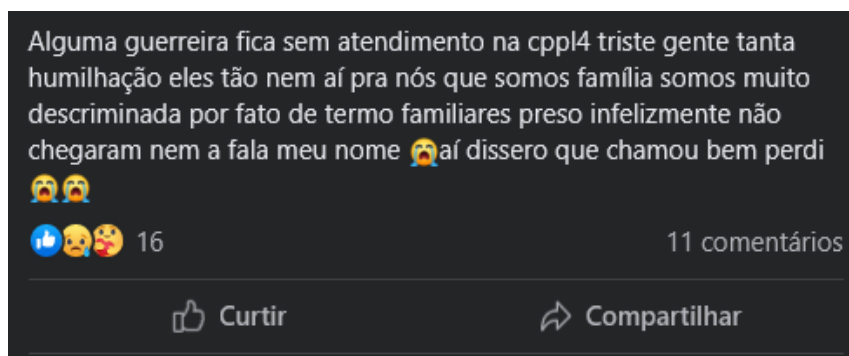 Alguma guerreira fica sem atendimento na cppl4 triste gente tanta
humilhação eles tão nem aí pra nós que somos família somos muito
descriminada por fato de termo familiares preso infelizmente não
chegaram nem a fala meu nome 😭aí dissero que chamou bem perdi
😭😭
16
11 comentários
Curtir
Compartilhar